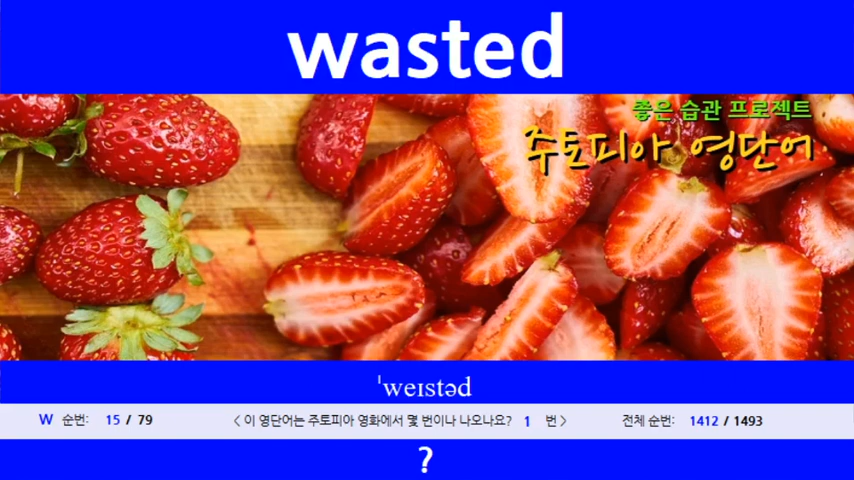 wasted
좋은 습관 프로젝트
주토피아 영단어
ˈweɪstəd
W 순번: 15 / 79 < 이 영단어는 주토피아 영화에서 몇 번이나 나오나요? 1 번 > 전체 순번: 1412 / 1493
?